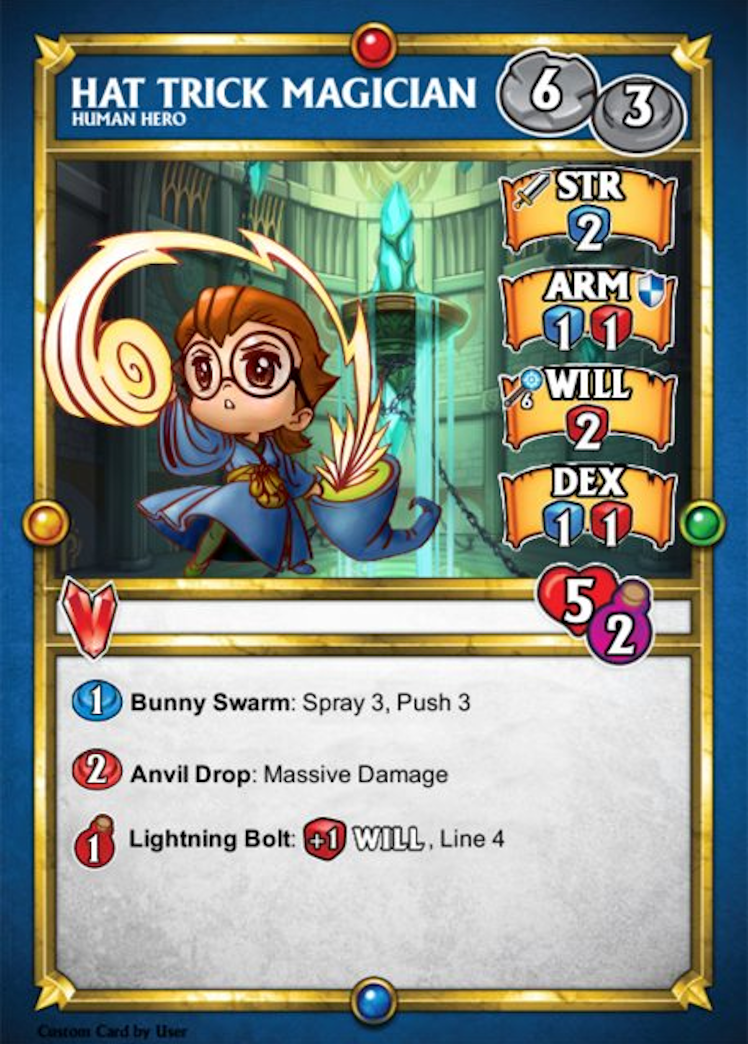 HAT TRICK MAGICIAN
6
3
HUMAN HERO
STR
2
ARM
1 1
WILL
6
2
DEX
1 1
5
2
1 Bunny Swarm: Spray 3, Push 3
2 Anvil Drop: Massive Damage
1 Lightning Bolt: +1 WILL, Line 4
Custom Card by User